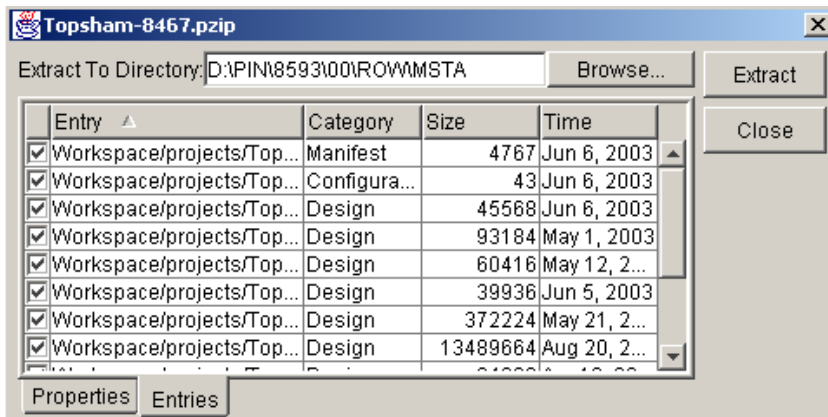 Topsham-8467.pzip
Extract To Directory: D:\PIN\8593\00\ROW\MSTA Browse... Extract
Entry Category Size Time Close
Workspace/projects/Top... Manifest 4767 Jun 6, 2003
Workspace/projects/Top... Configura... 43 Jun 6, 2003
Workspace/projects/Top... Design 45568 Jun 6, 2003
Workspace/projects/Top... Design 93184 May 1, 2003
Workspace/projects/Top... Design 60416 May 12, 2...
Workspace/projects/Top... Design 39936 Jun 5, 2003
Workspace/projects/Top... Design 372224 May 21, 2...
Workspace/projects/Top... Design 13489664 Aug 20, 2...
Properties Entries